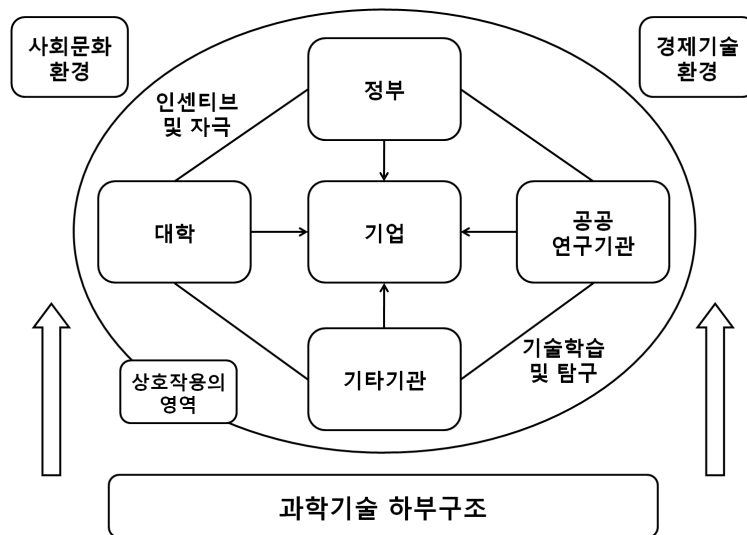 사회문화
환경
경제기술
환경
정부
인센티브
및 자극
대학
기업
공공
연구기관
기타기관
기술학습
및 탐구
상호작용의
영역
과학기술 하부구조